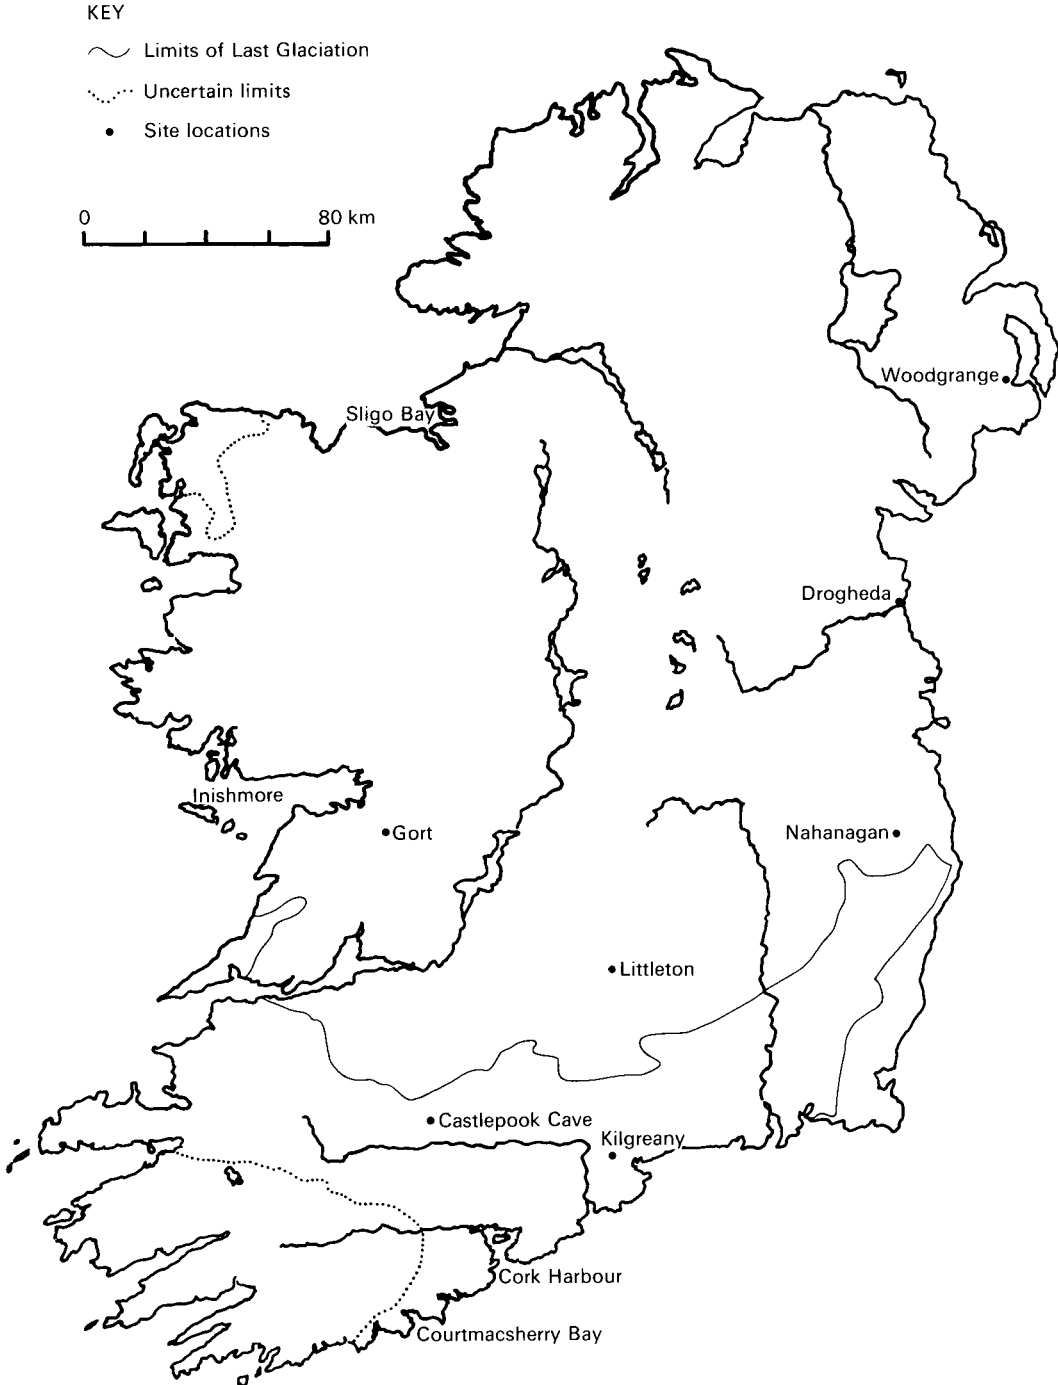 KEY
Limits of Last Glaciation
Uncertain limits
Site locations
0 80 km
Woodgrange
Sligo Bay
Drogheda
Inishmore
Gort
Nahanagan
Littleton
Castlepook Cave
Kilgreany
Cork Harbour
Courtmacsherry Bay